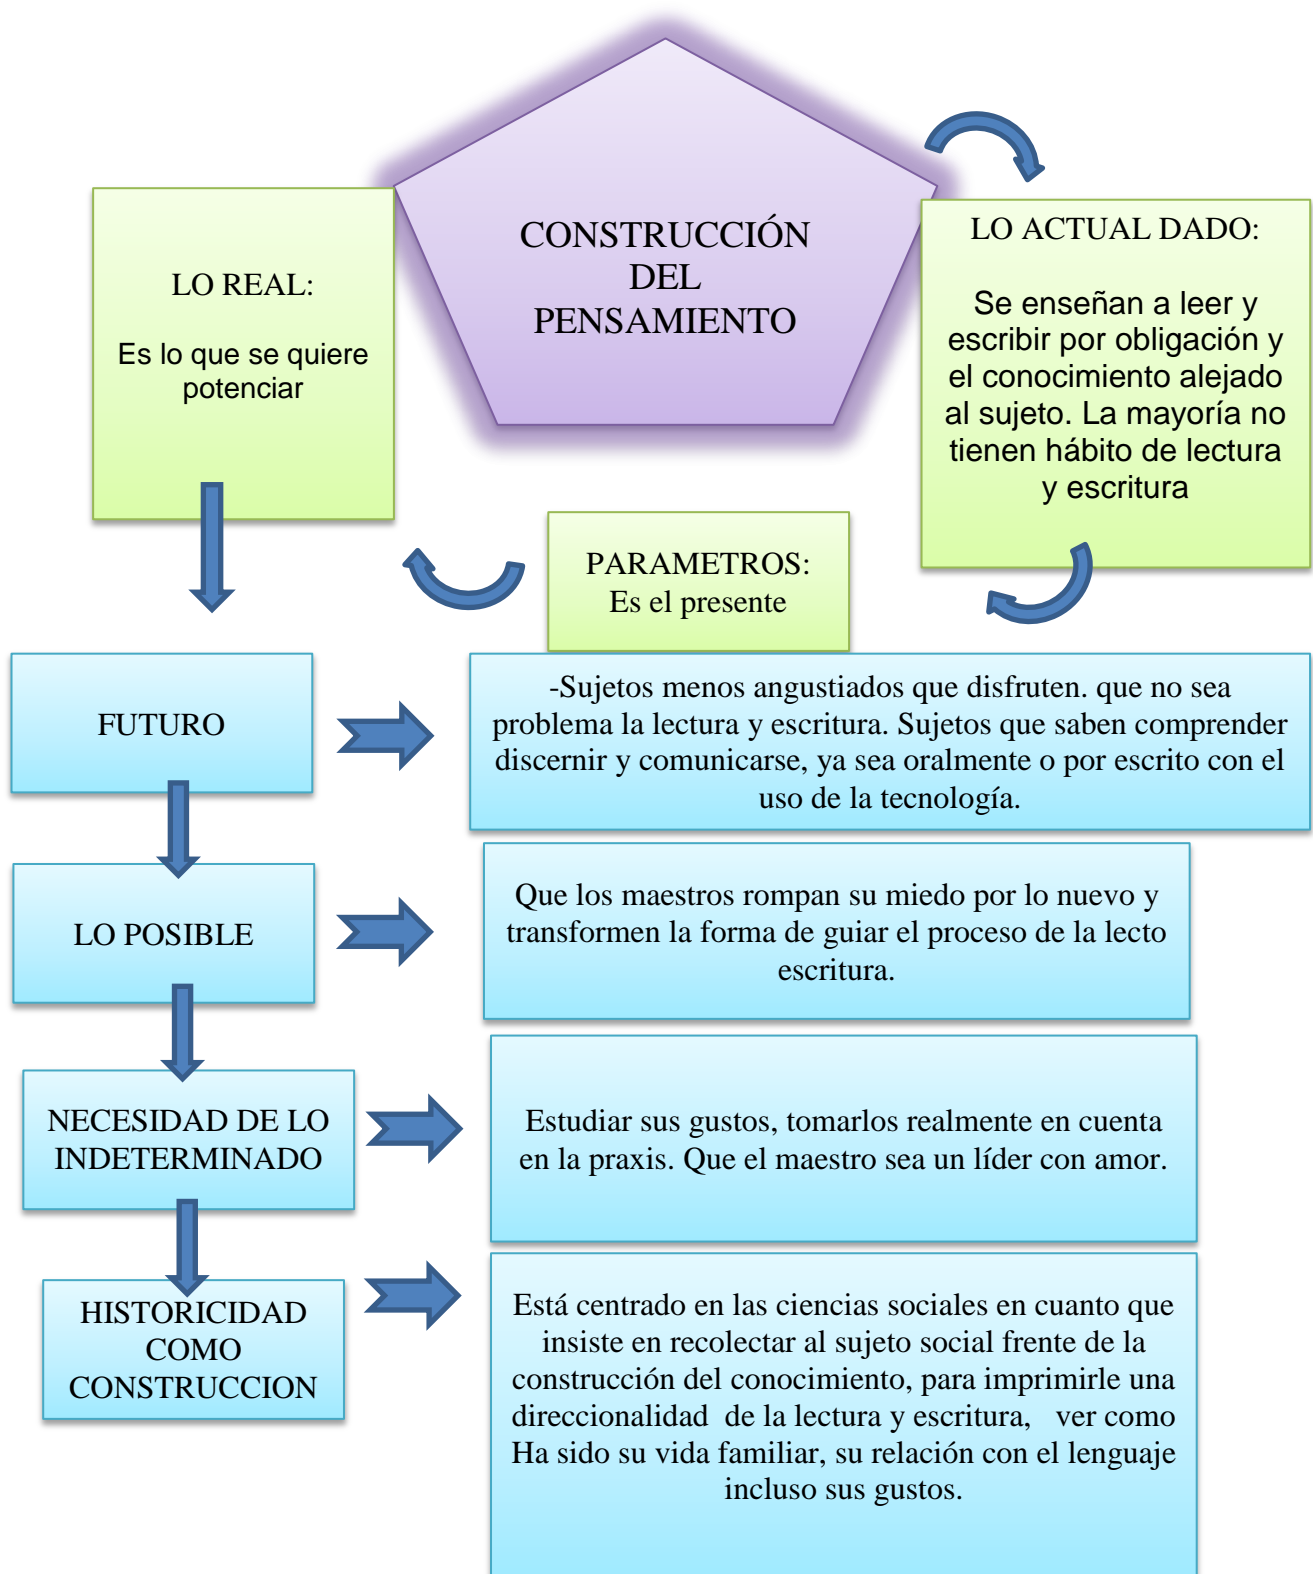 CONSTRUCCIÓN
DEL
PENSAMIENTO
LO REAL:
Es lo que se quiere
potenciar
LO ACTUAL DADO:
Se enseñan a leer y
escribir por obligación y
el conocimiento alejado
al sujeto. La mayoría no
tienen hábito de lectura
y escritura
PARAMETROS:
Es el presente
FUTURO
-Sujetos menos angustiados que disfruten. que no sea
problema la lectura y escritura. Sujetos que saben comprender
discernir y comunicarse, ya sea oralmente o por escrito con el
uso de la tecnología.
LO POSIBLE
Que los maestros rompan su miedo por lo nuevo y
transformen la forma de guiar el proceso de la lecto
escritura.
NECESIDAD DE LO
INDETERMINADO
Estudiar sus gustos, tomarlos realmente en cuenta
en la praxis. Que el maestro sea un líder con amor.
HISTORICIDAD
COMO
CONSTRUCCION
Está centrado en las ciencias sociales en cuanto que
insiste en recolectar al sujeto social frente de la
construcción del conocimiento, para imprimirle una
direccionalidad de la lectura y escritura, ver como
Ha sido su vida familiar, su relación con el lenguaje
incluso sus gustos.